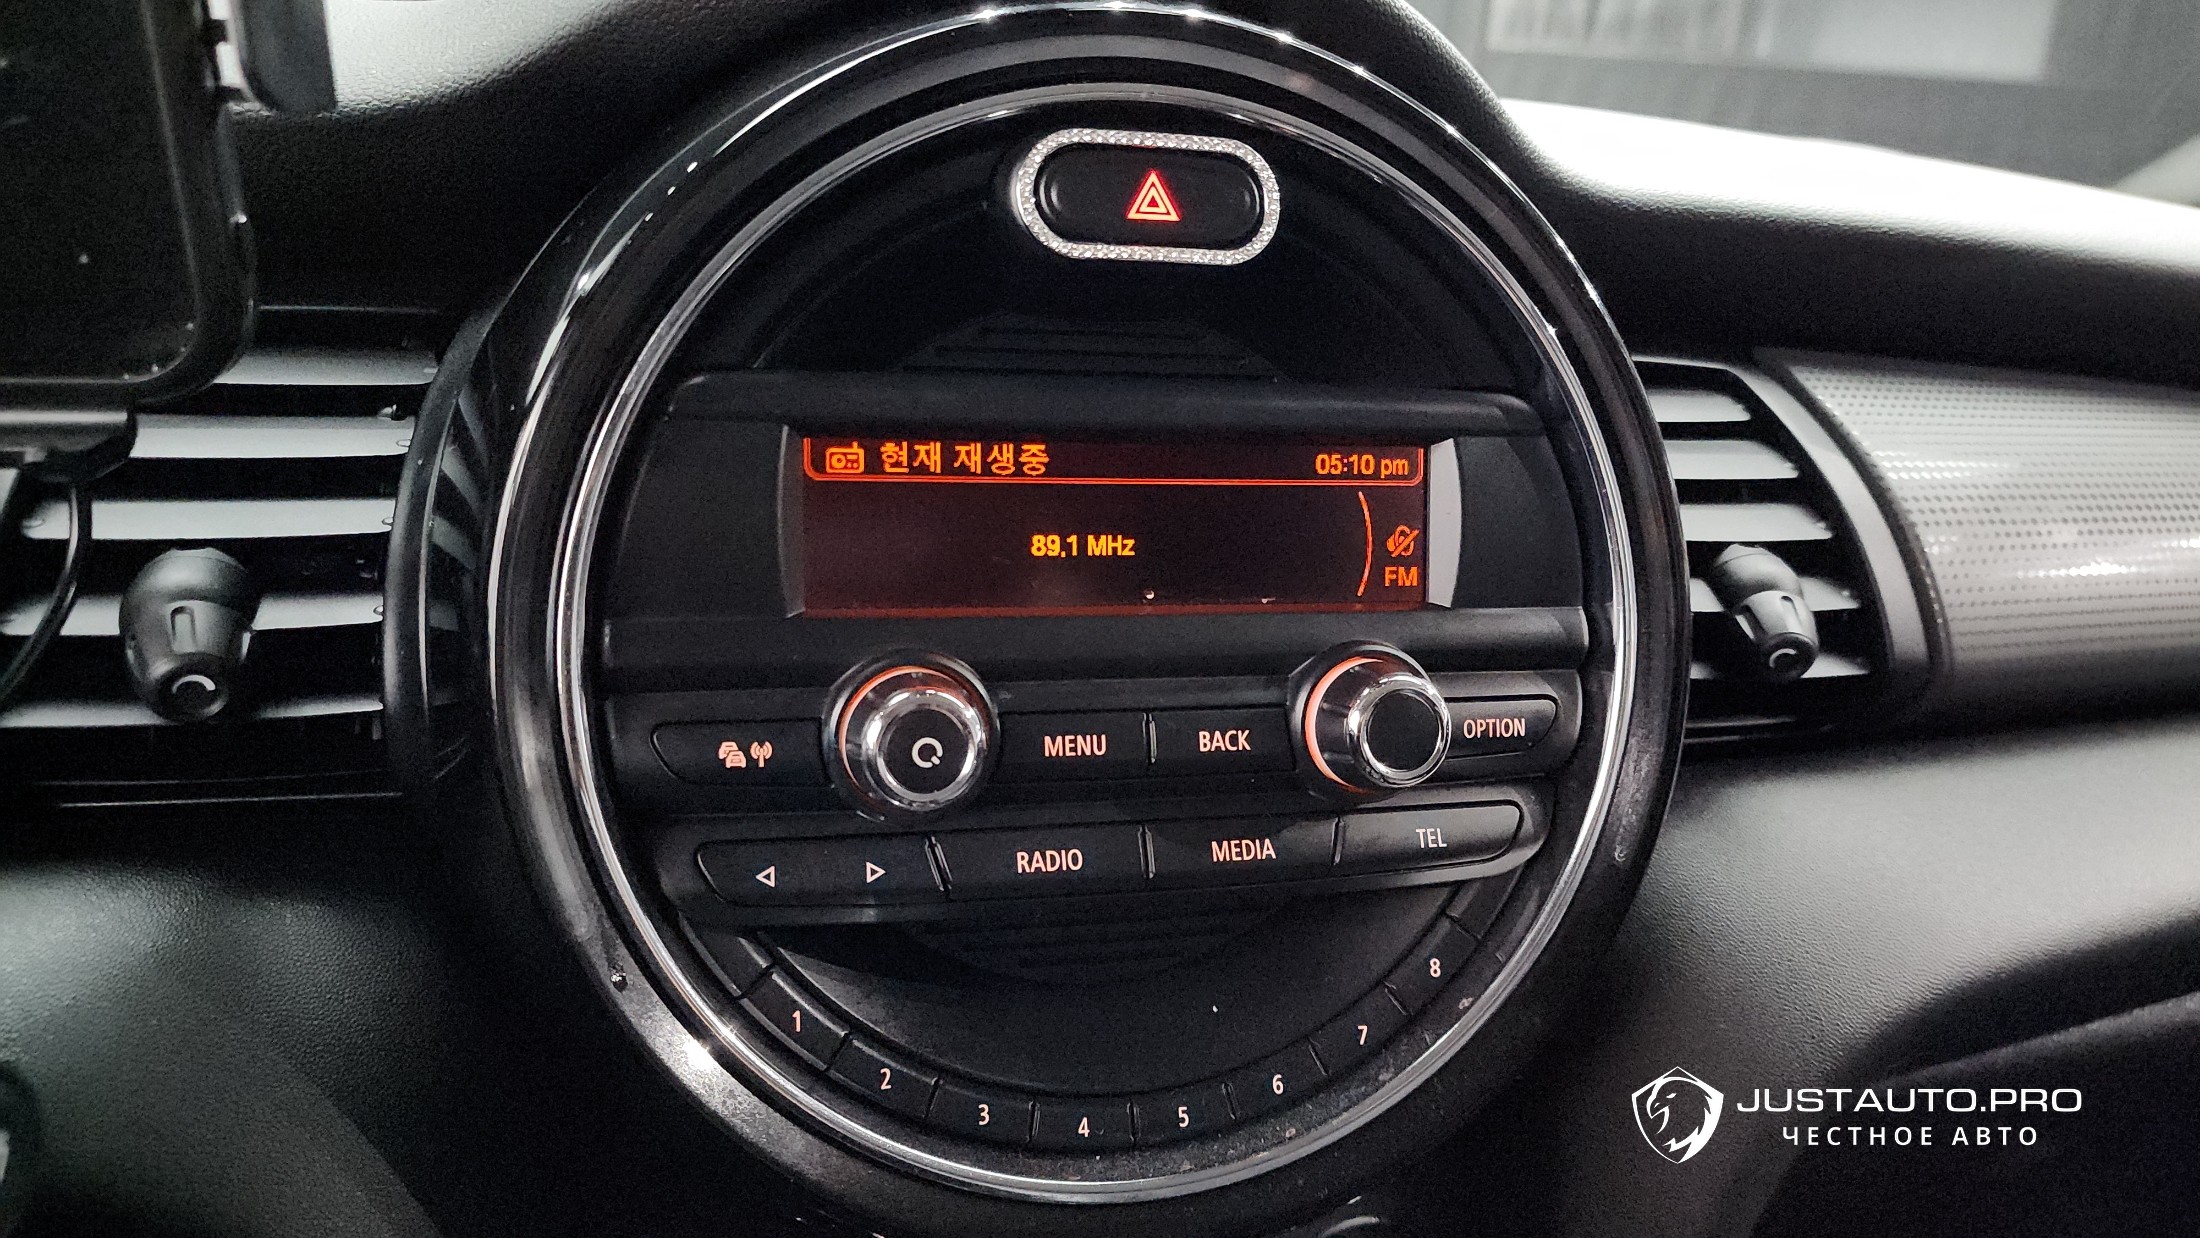 현재 재생중 05:10 pm
89.1 MHz
FM
MENU BACK OPTION
RADIO MEDIA TEL
1 2 3 4 5 6 7 8
JUSTAUTO.PRO
ЧЕСТНОЕ АВТО